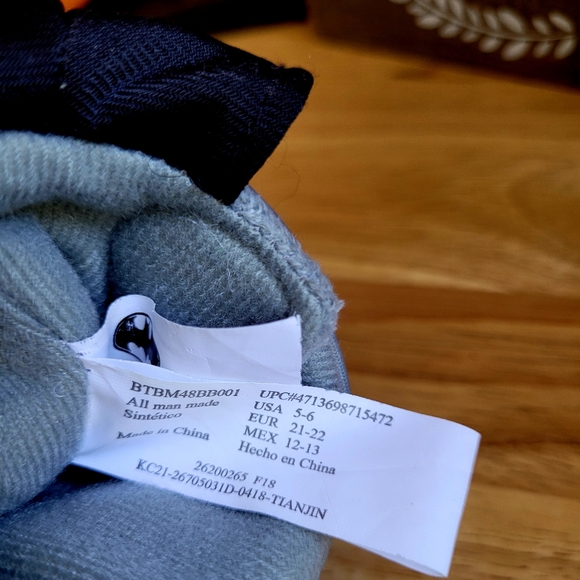 BTBM48BB001 UPC#4713698715472
All man made USA 5-6
Sintético EUR 21-22
MEX 12-13
Made in China Hecho en China
26200265 F18
KC21-26705031D-0418-TIANJIN